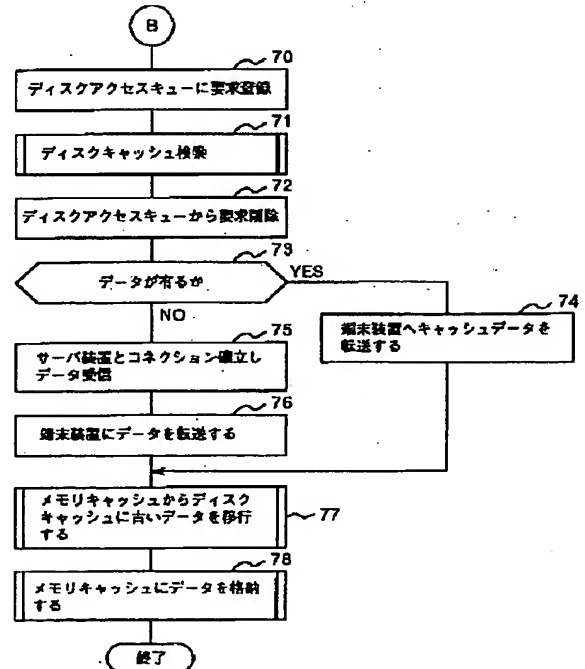 B
70
ディスクアクセスキューに要求登録
71
ディスクキャッシュ検索
72
ディスクアクセスキューから要求削除
73
データが有るか
YES
NO
74
端末装置へキャッシュデータを
転送する
75
サーバ装置とコネクション確立し
データ受信
76
端末装置にデータを転送する
メモリキャッシュからディスク
キャッシュに古いデータを移行
する
77
78
メモリキャッシュにデータを格納
する
終了